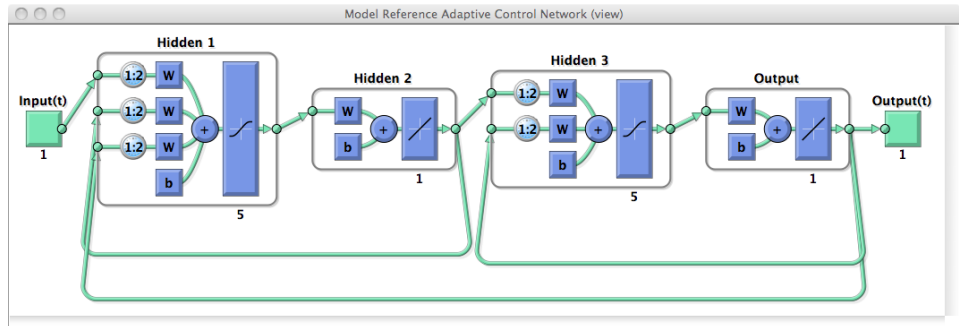 Model Reference Adaptive Control Network (view)
Input(t)
1
Hidden 1
1:2
W
1:2
W
1:2
W
b
+
5
Hidden 2
W
b
+
1
Hidden 3
1:2
W
1:2
W
b
+
5
Output
W
b
+
1
Output(t)
1